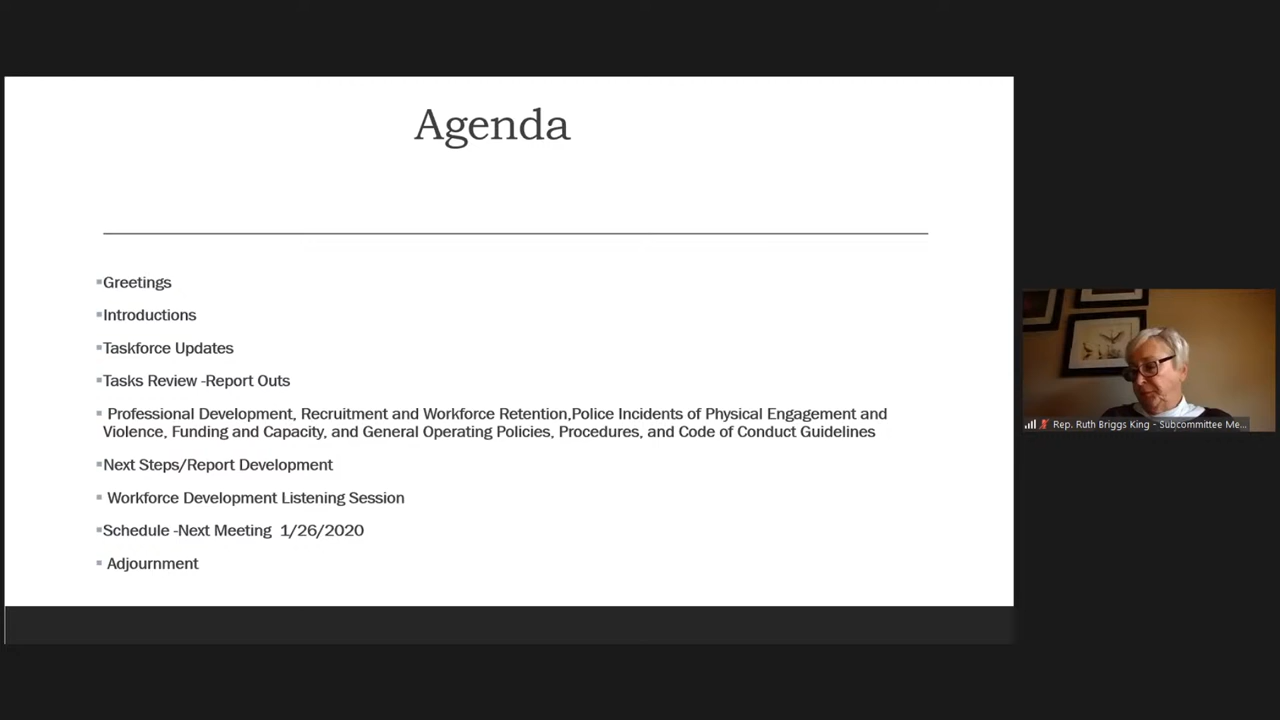 Agenda
▪Greetings
▪Introductions
▪Taskforce Updates
▪Tasks Review -Report Outs
▪ Professional Development, Recruitment and Workforce Retention,Police Incidents of Physical Engagement and
Violence, Funding and Capacity, and General Operating Policies, Procedures, and Code of Conduct Guidelines
▪Next Steps/Report Development
▪ Workforce Development Listening Session
▪Schedule -Next Meeting 1/26/2020
▪ Adjournment
Rep. Ruth Briggs King - Subcommittee Me...